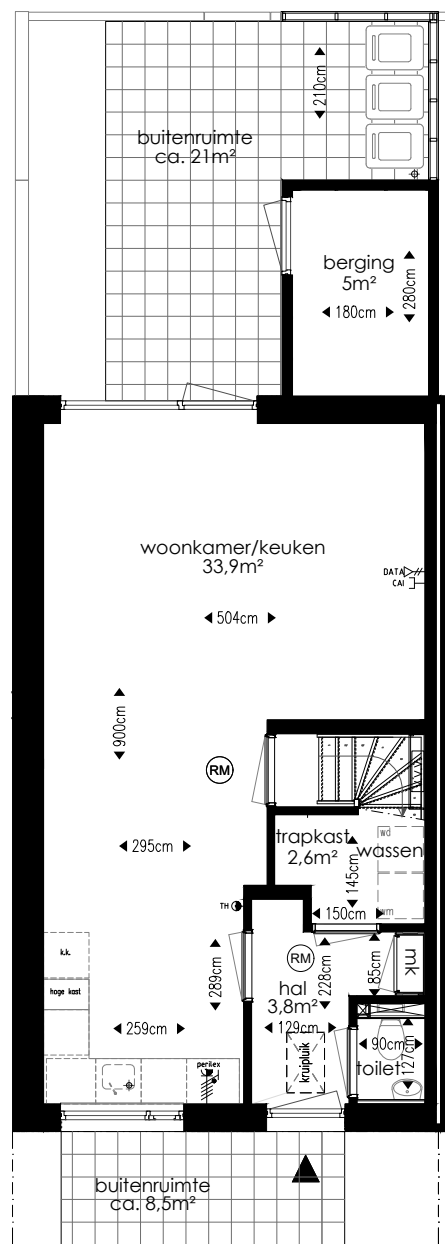 210cm
buitenruimte
ca. 21m²
berging
5m²
280cm
180cm
woonkamer/keuken
33,9m²
DATA
CAI
504cm
900cm
RM
295cm
trapkast
2,6m²
wd
wassen
145cm
wm
150cm
TH
k.k.
hoge kast
289cm
RM
228cm
85cm
mk
hal
3,8m²
129cm
259cm
kruipluik
90cm
127cm
toilet
perilex
buitenruimte
ca. 8,5m²